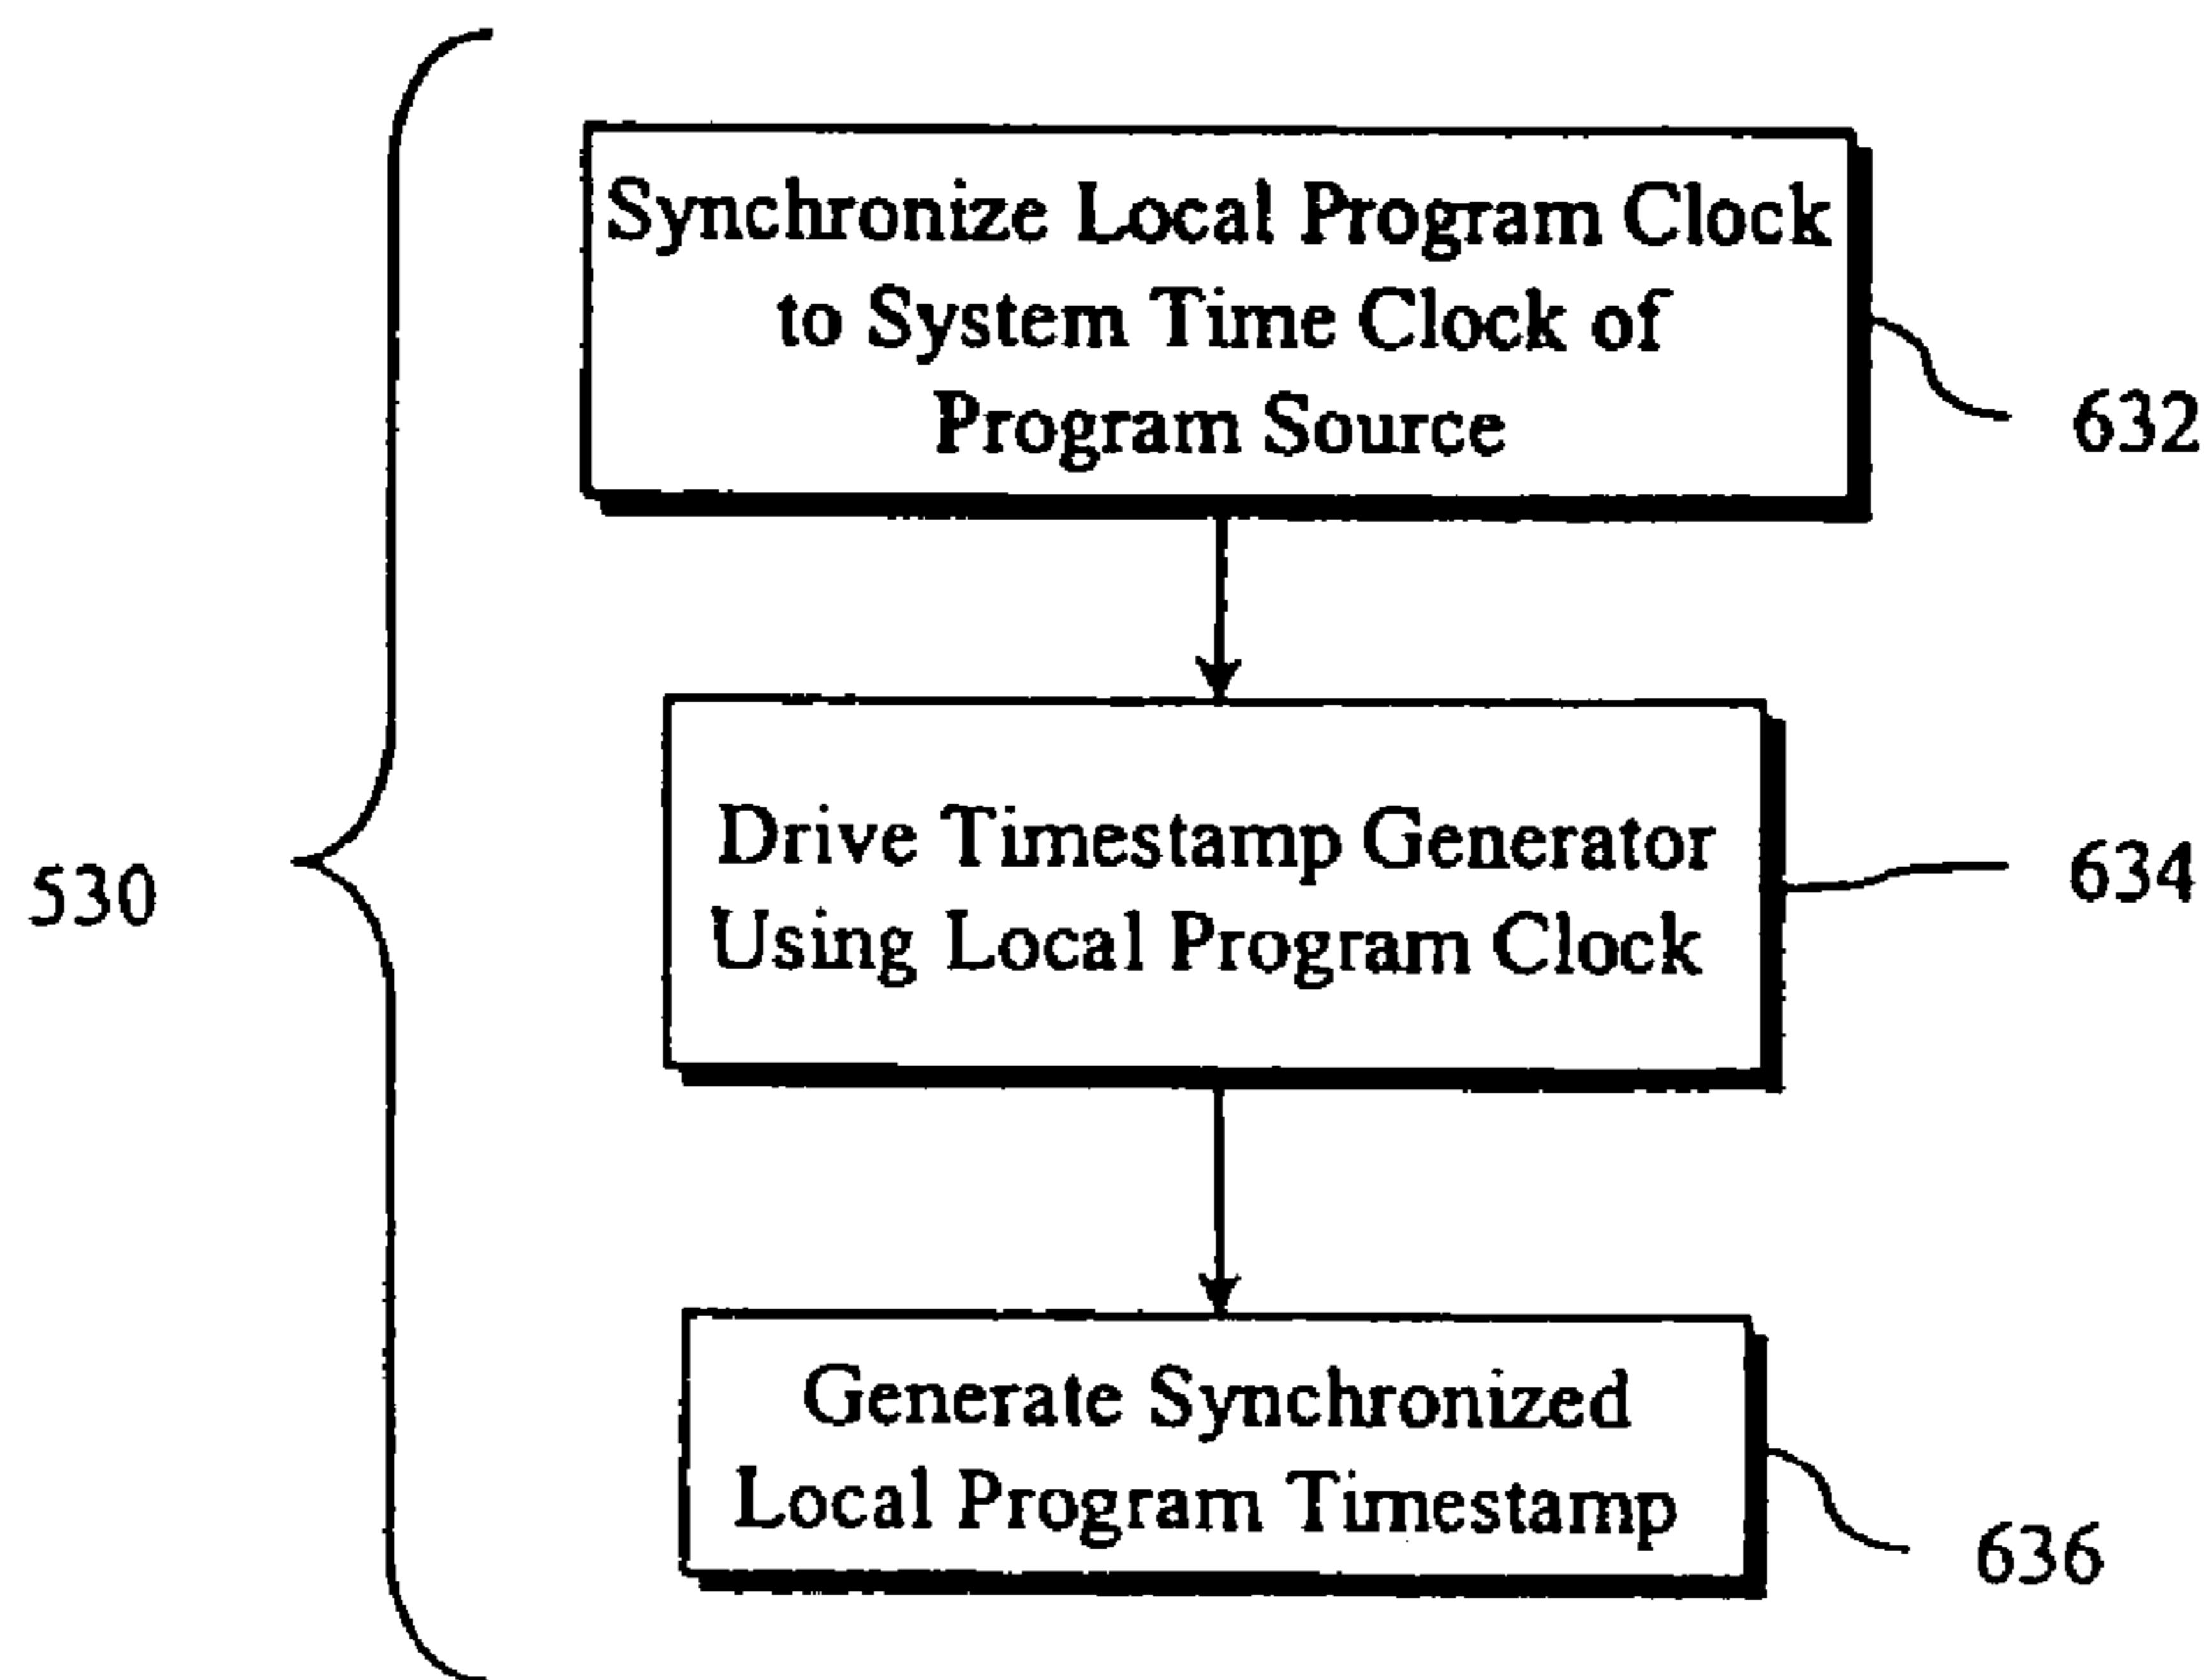 Synchronize Local Program Clock
to System Time Clock of
Program Source
632
530
Drive Timestamp Generator
Using Local Program Clock
634
Generate Synchronized
Local Program Timestamp
636